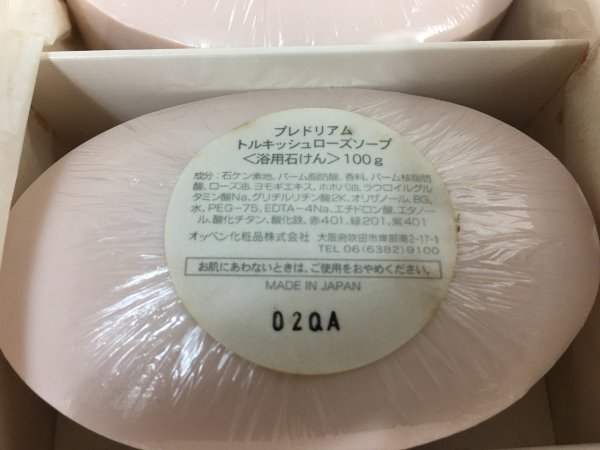 プレドリアム
トルキッシュローズソープ
<浴用石けん>100g
成分:石ケン素地、パーム脂肪酸、香料、パーム核脂肪
酸、ローズ油、ヨモギエキス、ホホバ油、ラウロイルグル
タミン酸Na、グリチルリチン酸2K、オリザノール、BG、
水、PEG-75、EDTA-4Na、エチドロン酸、エタノー
ル、酸化チタン、酸化鉄、赤401、緑201、紫401
オッペン化粧品株式会社 大阪府吹田市岸部南2-17-1
TEL 06(6382)9100
お肌にあわないときは、ご使用をおやめください。
MADE IN JAPAN
02QA